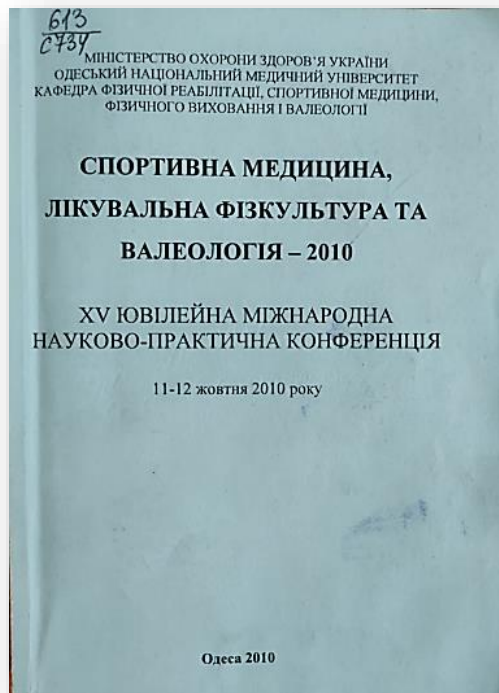 613
С734
МІНІСТЕРСТВО ОХОРОНИ ЗДОРОВ'Я УКРАЇНИ
ОДЕСЬКИЙ НАЦІОНАЛЬНИЙ МЕДИЧНИЙ УНІВЕРСИТЕТ
КАФЕДРА ФІЗИЧНОЇ РЕАБІЛІТАЦІЇ, СПОРТИВНОЇ МЕДИЦИНИ,
ФІЗИЧНОГО ВИХОВАННЯ І ВАЛЕОЛОГІЇ
СПОРТИВНА МЕДИЦИНА,
ЛІКУВАЛЬНА ФІЗКУЛЬТУРА ТА
ВАЛЕОЛОГІЯ – 2010
XV ЮВІЛЕЙНА МІЖНАРОДНА
НАУКОВО-ПРАКТИЧНА КОНФЕРЕНЦІЯ
11-12 жовтня 2010 року
Одеса 2010